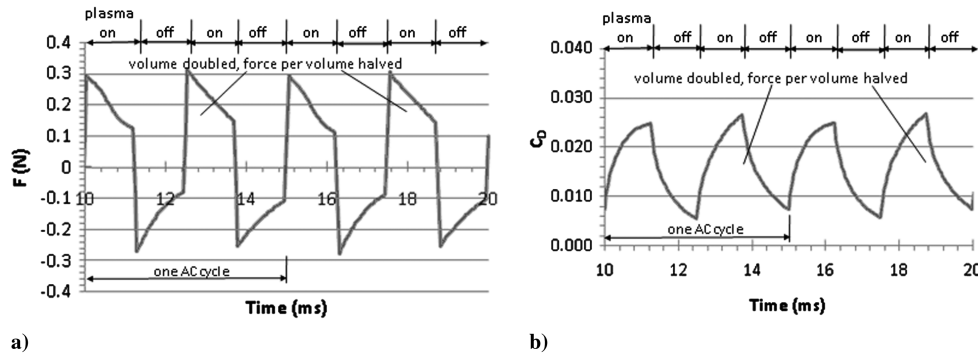 plasma
on off on off on off on off
0.4
0.3
volume doubled, force per volume halved
0.2
0.1
0
10 12 14 16 18 20
-0.1
-0.2
-0.3
one AC cycle
-0.4
F (N)
Time (ms)
a)
plasma
on off on off on off on off
0.040
volume doubled, force per volume halved
0.030
0.020
0.010
one AC cycle
0.000
10 12 14 16 18 20
CD
Time (ms)
b)